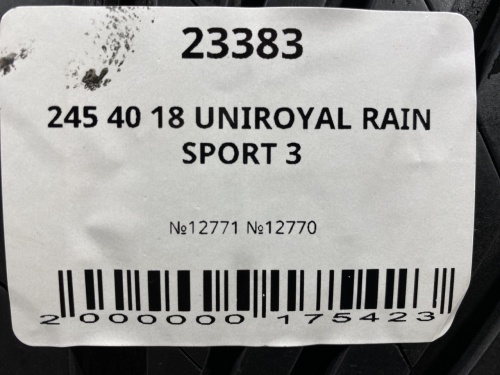 23383
245 40 18 UNIROYAL RAIN
SPORT 3
№12771 №12770
2 000000 175423